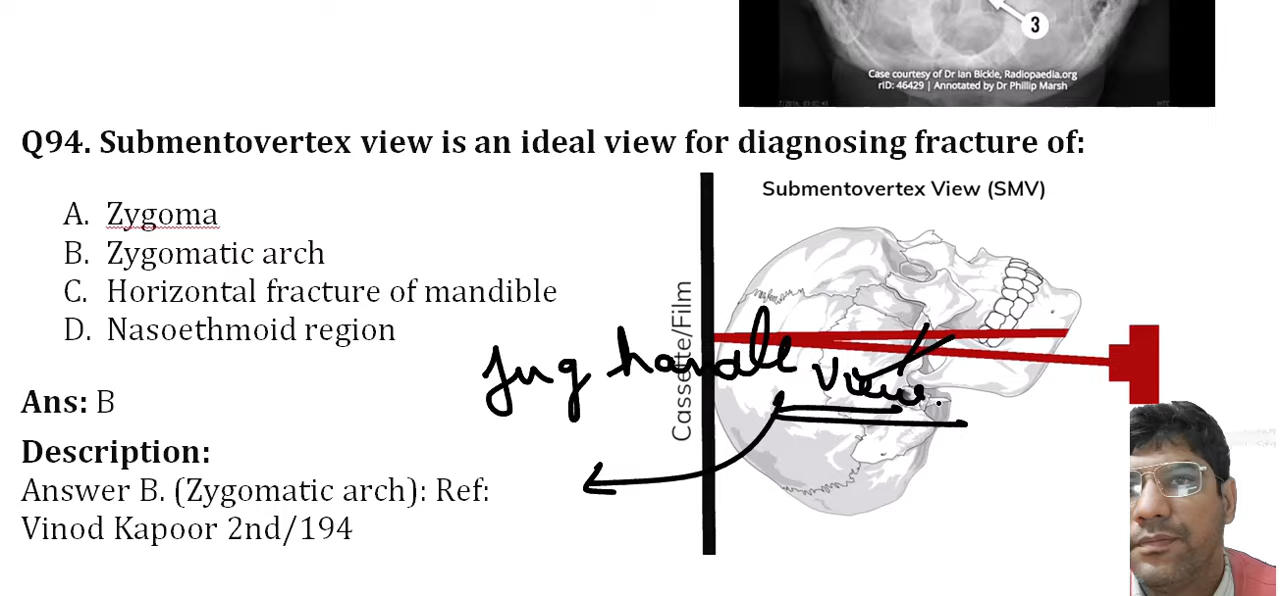 3
Case courtesy of Dr Ian Bickle, Radiopaedia.org
rID: 46429 | Annotated by Dr Phillip Marsh
Q94. Submentovertex view is an ideal view for diagnosing fracture of:
Submentovertex View (SMV)
A. Zygoma
B. Zygomatic arch
C. Horizontal fracture of mandible
D. Nasoethmoid region
Cassette/Film
Jug handle view.
Ans: B
Description:
Answer B. (Zygomatic arch): Ref:
Vinod Kapoor 2nd/194